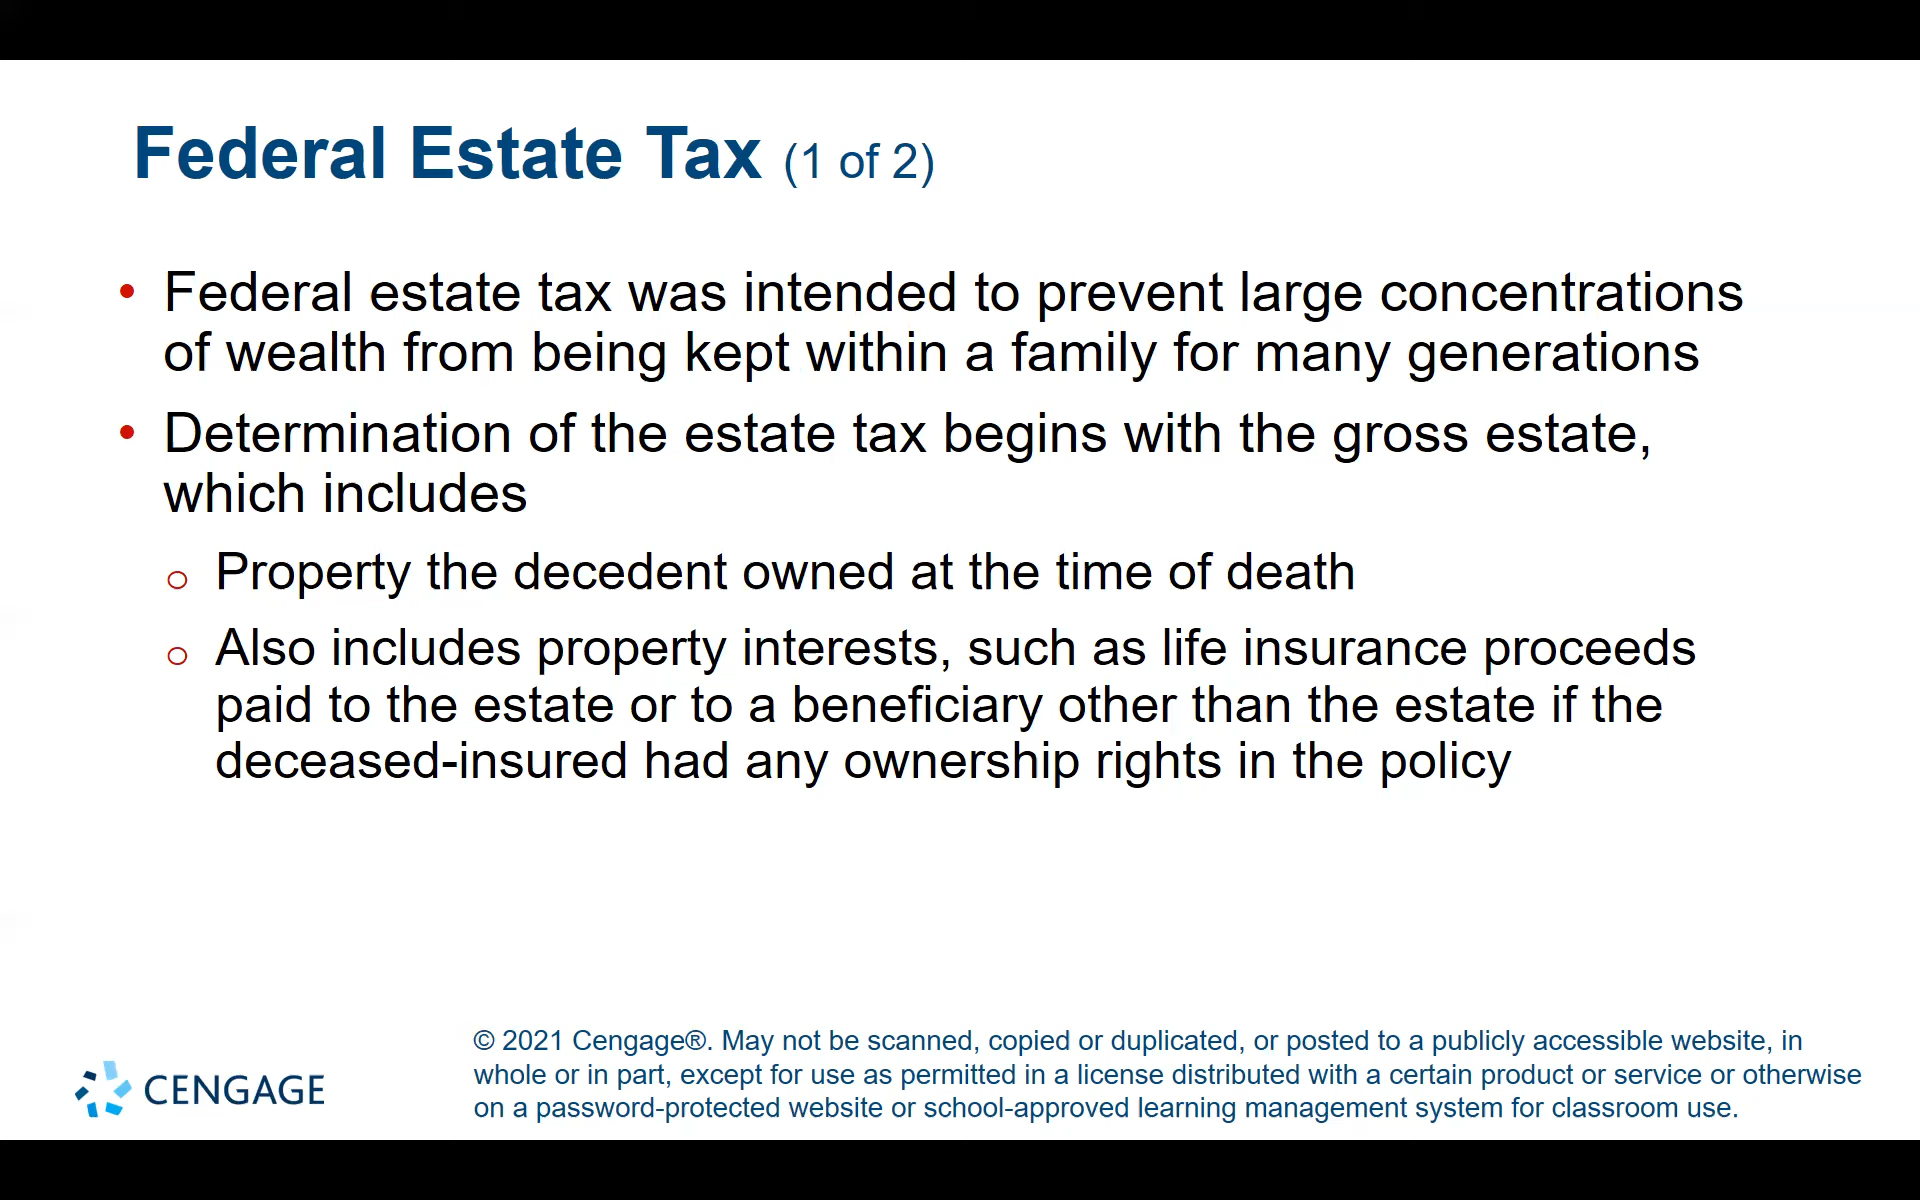 Federal Estate Tax (1 of 2)
• Federal estate tax was intended to prevent large concentrations
of wealth from being kept within a family for many generations
• Determination of the estate tax begins with the gross estate,
which includes
o Property the decedent owned at the time of death
o Also includes property interests, such as life insurance proceeds
paid to the estate or to a beneficiary other than the estate if the
deceased-insured had any ownership rights in the policy
CENGAGE
© 2021 Cengage®. May not be scanned, copied or duplicated, or posted to a publicly accessible website, in
whole or in part, except for use as permitted in a license distributed with a certain product or service or otherwise
on a password-protected website or school-approved learning management system for classroom use.